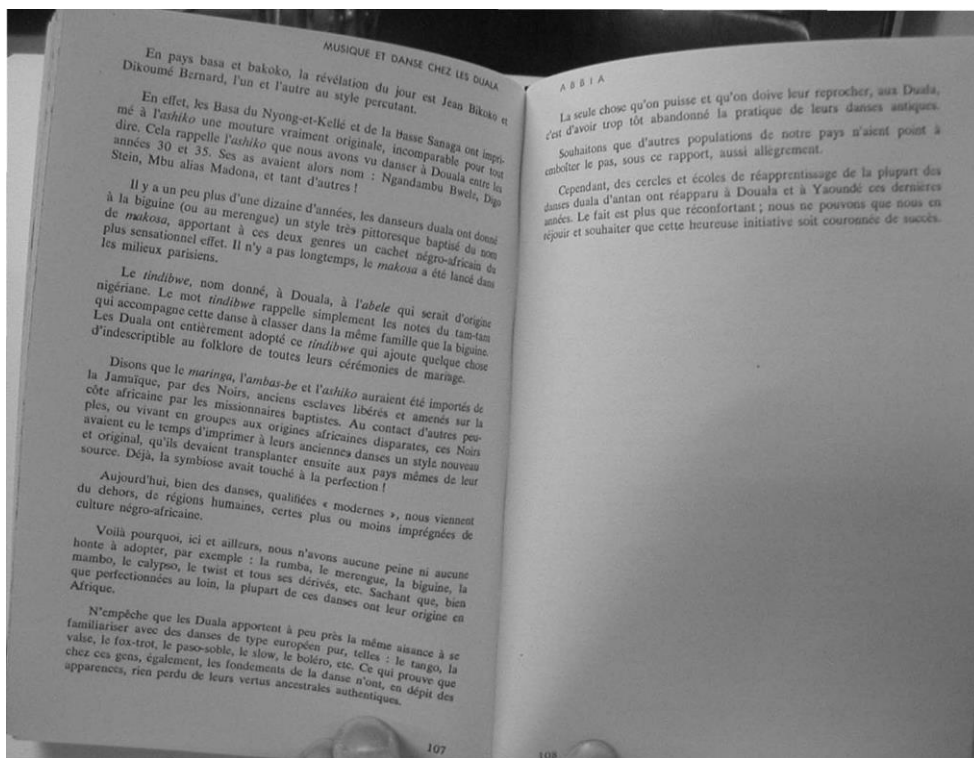 MUSIQUE ET DANSE CHEZ LES DUALA
En pays basa et bakoko, la révélation du jour est Jean Bikoko et
Dikoumé Bernard, l'un et l'autre au style percutant.
En effet, les Basa du Nyong-et-Kellé et de la Basse Sanaga ont impri-
mé à l'ashiko une mouture vraiment originale, incomparable pour tout
dire. Cela rappelle l'ashiko que nous avons vu danser à Douala entre les
années 30 et 35. Ses as avaient alors nom : Ngandambu Bwele, Digo
Stein, Mbu alias Madona, et tant d'autres !
Il y a un peu plus d'une dizaine d'années, les danseurs duala ont donné
à la biguine (ou au merengue) un style très pittoresque baptisé du nom
de makosa, apportant à ces deux genres un cachet négro-africain du
plus sensationnel effet. Il n'y a pas longtemps, le makosa a été lancé dans
les milieux parisiens.
Le tindibwe, nom donné, à Douala, à l'abele qui serait d'origine
nigériane. Le mot tindibwe rappelle simplement les notes du tam-tam
qui accompagne cette danse à classer dans la même famille que la biguine.
Les Duala ont entièrement adopté ce tindibwe qui ajoute quelque chose
d'indescriptible au folklore de toutes leurs cérémonies de mariage.
Disons que le maringa, l'ambas-be et l'ashiko auraient été importés de
la Jamaïque, par des Noirs, anciens esclaves libérés et amenés sur la
côte africaine par les missionnaires baptistes. Au contact d'autres peu-
ples, ou vivant en groupes aux origines africaines disparates, ces Noirs
avaient eu le temps d'imprimer à leurs anciennes danses un style nouveau
et original, qu'ils devaient transplanter ensuite aux pays mêmes de leur
source. Déjà, la symbiose avait touché à la perfection !
Aujourd'hui, bien des danses, qualifiées « modernes », nous viennent
du dehors, de régions humaines, certes plus ou moins imprégnées de
culture négro-africaine.
Voilà pourquoi, ici et ailleurs, nous n'avons aucune peine ni aucune
honte à adopter, par exemple : la rumba, le merengue, la biguine, la
mambo, le calypso, le twist et tous ses dérivés, etc. Sachant que, bien
que perfectionnées au loin, la plupart de ces danses ont leur origine en
Afrique.
N'empêche que les Duala apportent à peu près la même aisance à se
familiariser avec des danses de type européen pur, telles : le tango, la
valse, le fox-trot, le paso-soble, le slow, le boléro, etc. Ce qui prouve que
chez ces gens, également, les fondements de la danse n'ont, en dépit des
apparences, rien perdu de leurs vertus ancestrales authentiques.
107
ABBIA
La seule chose qu'on puisse et qu'on doive leur reprocher, aux Duala,
c'est d'avoir trop tôt abandonné la pratique de leurs danses antiques.
Souhaitons que d'autres populations de notre pays n'aient point à
emboîter le pas, sous ce rapport, aussi allègrement.
Cependant, des cercles et écoles de réapprentissage de la plupart des
danses duala d'antan ont réapparu à Douala et à Yaoundé ces dernières
années. Le fait est plus que réconfortant ; nous ne pouvons que nous en
réjouir et souhaiter que cette heureuse initiative soit couronnée de succès.
108